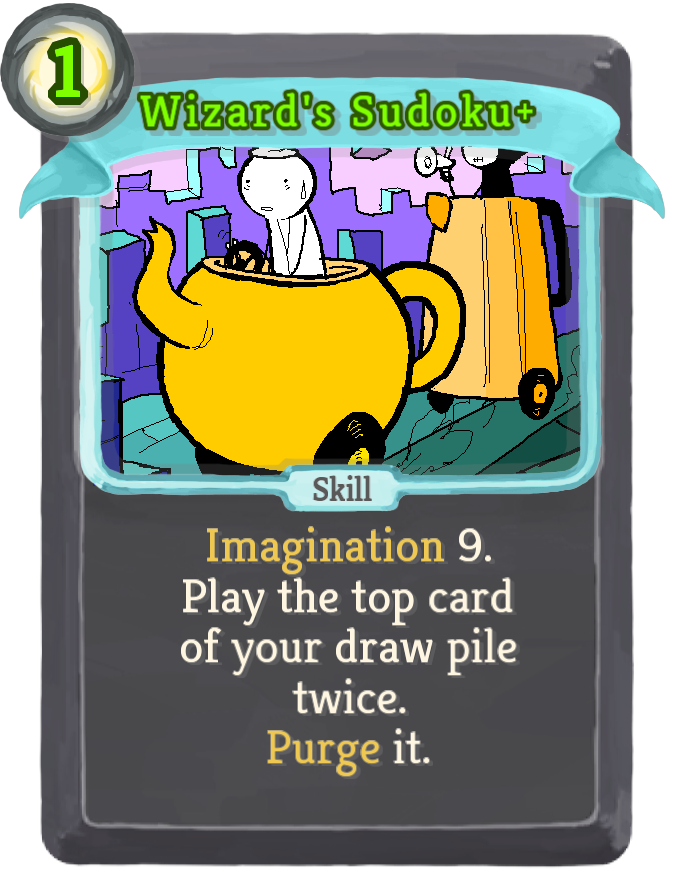 1
Wizard's Sudoku+
Skill
Imagination 9.
Play the top card
of your draw pile
twice.
Purge it.